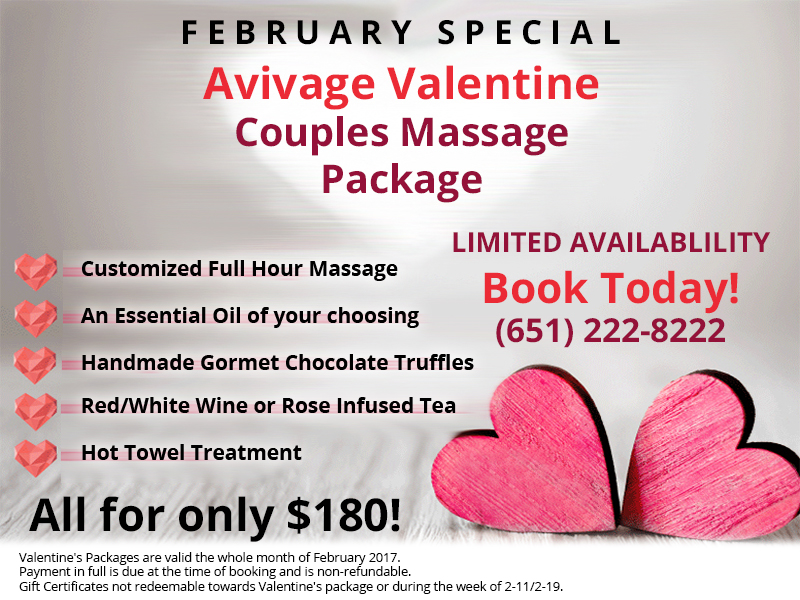 FEBRUARY SPECIAL
Avivage Valentine
Couples Massage
Package
LIMITED AVAILABLILITY
Book Today!
(651) 222-8222
Customized Full Hour Massage
An Essential Oil of your choosing
Handmade Gormet Chocolate Truffles
Red/White Wine or Rose Infused Tea
Hot Towel Treatment
All for only $180!
Valentine's Packages are valid the whole month of February 2017.
Payment in full is due at the time of booking and is non-refundable.
Gift Certificates not redeemable towards Valentine's package or during the week of 2-11/2-19.